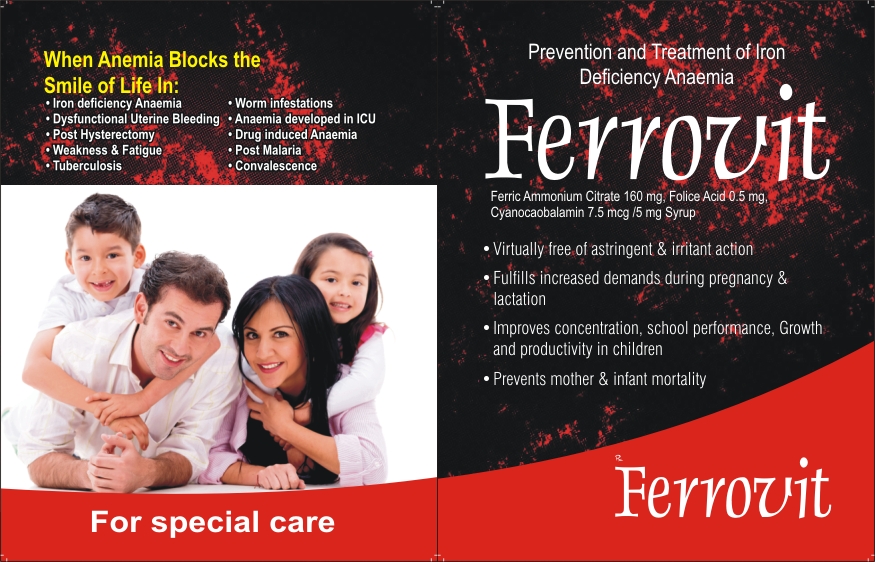 When Anemia Blocks the
Smile of Life In:
• Iron deficiency Anaemia
• Dysfunctional Uterine Bleeding
• Post Hysterectomy
• Weakness & Fatigue
• Tuberculosis
• Worm infestations
• Anaemia developed in ICU
• Drug induced Anaemia
• Post Malaria
• Convalescence
For special care
Prevention and Treatment of Iron
Deficiency Anaemia
Ferrovit
Ferric Ammonium Citrate 160 mg, Folice Acid 0.5 mg,
Cyanocaobalamin 7.5 mcg /5 mg Syrup
• Virtually free of astringent & irritant action
• Fulfills increased demands during pregnancy &
lactation
• Improves concentration, school performance, Growth
and productivity in children
• Prevents mother & infant mortality
℞
Ferrovit